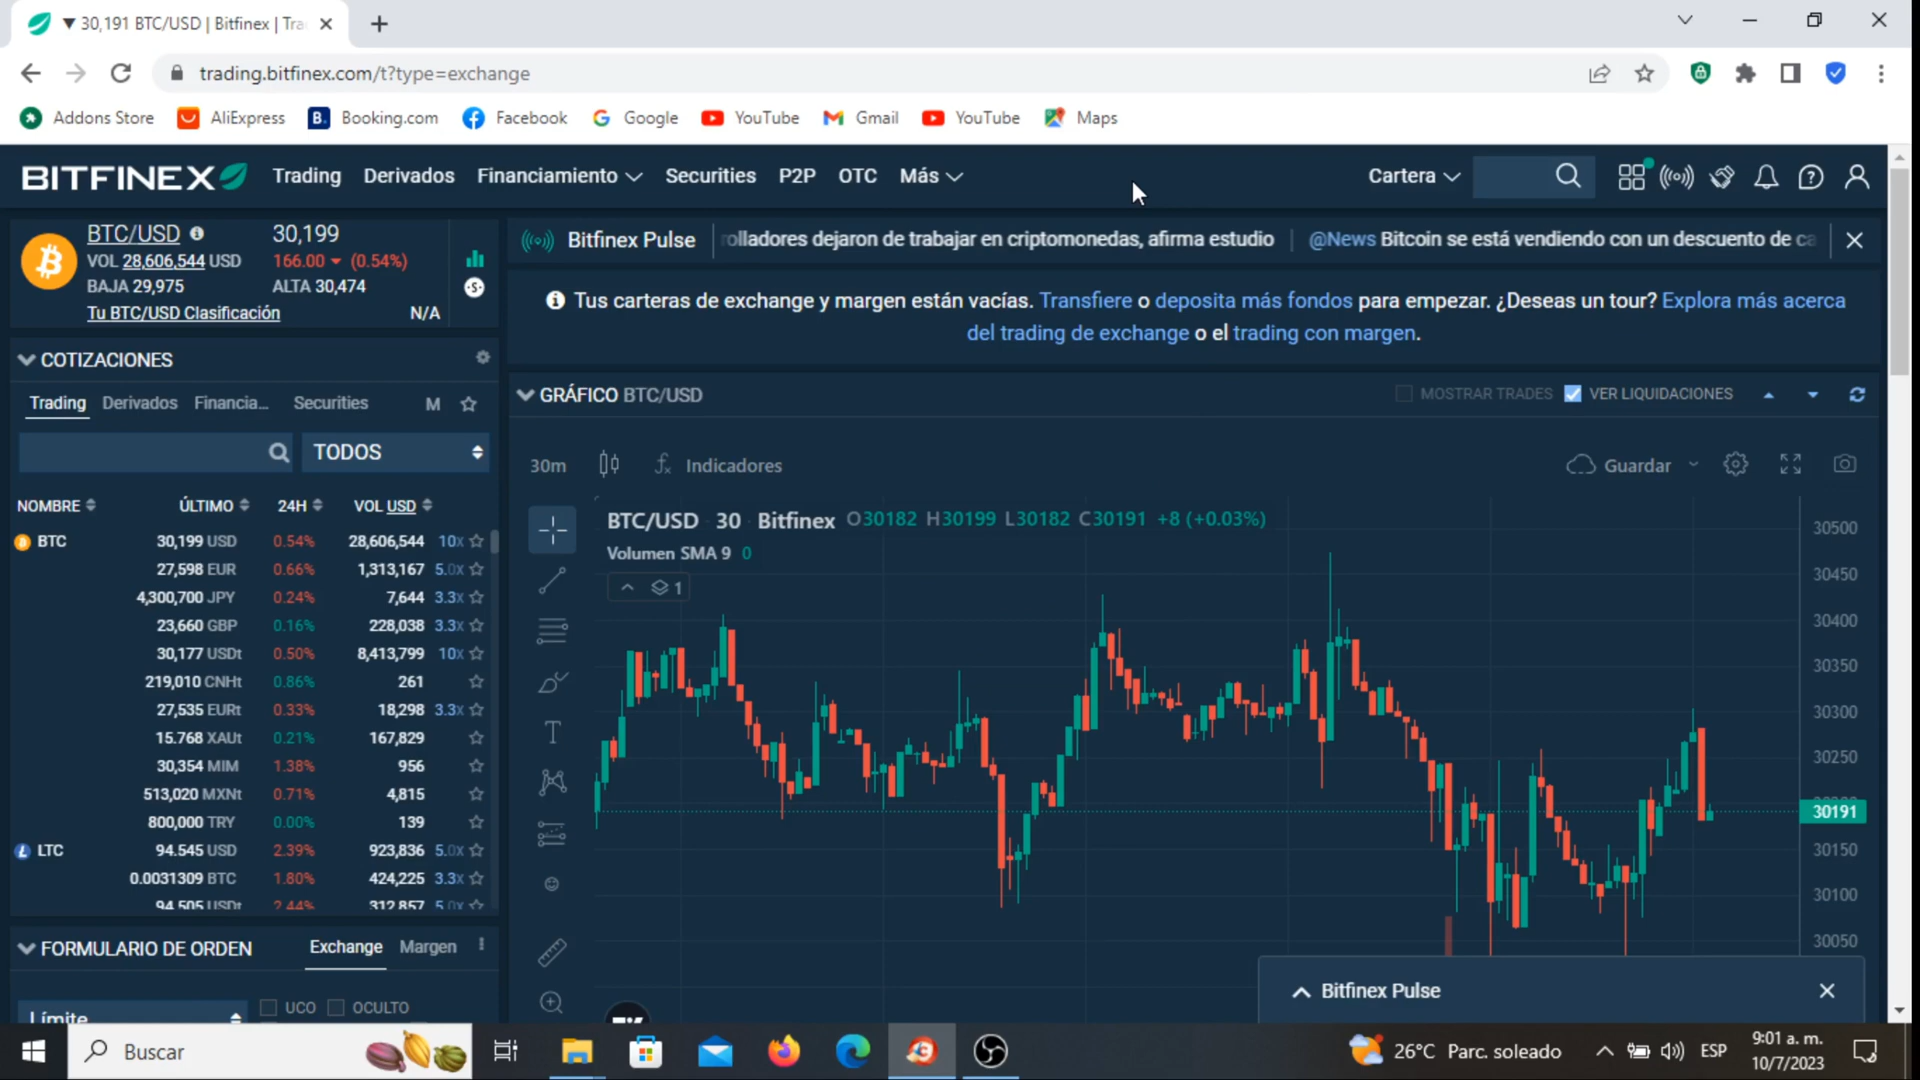 ▼ 30,191 BTC/USD | Bitfinex | Tra
trading.bitfinex.com/t?type=exchange
Addons Store AliExpress Booking.com Facebook Google YouTube Gmail YouTube Maps
BITFINEX Trading Derivados Financiamiento Securities P2P OTC Más Cartera
BTC/USD 30,199
VOL 28,606,544 USD 166.00 (0.54%)
BAJA 29,975 ALTA 30,474
Tu BTC/USD Clasificación N/A
Bitfinex Pulse rolladores dejaron de trabajar en criptomonedas, afirma estudio @News Bitcoin se está vendiendo con un descuento de ca
Tus carteras de exchange y margen están vacías. Transfiere o deposita más fondos para empezar. ¿Deseas un tour? Explora más acerca
del trading de exchange o el trading con margen.
COTIZACIONES
Trading Derivados Financia... Securities M
TODOS
NOMBRE ÚLTIMO 24H VOL USD
BTC 30,199 USD 0.54% 28,606,544 10x
27,598 EUR 0.66% 1,313,167 5.0x
4,300,700 JPY 0.24% 7,644 3.3x
23,660 GBP 0.16% 228,038 3.3x
30,177 USDt 0.50% 8,413,799 10x
219,010 CNHt 0.86% 261
27,535 EURt 0.33% 18,298 3.3x
15.768 XAUt 0.21% 167,829
30,354 MIM 1.38% 956
513,020 MXNt 0.71% 4,815
800,000 TRY 0.00% 139
LTC 94.545 USD 2.39% 923,836 5.0x
0.0031309 BTC 1.80% 424,225 3.3x
94.505 USDt 2.44% 312,857 5.0x
FORMULARIO DE ORDEN Exchange Margen
Límite UCO OCULTO
GRÁFICO BTC/USD MOSTRAR TRADES VER LIQUIDACIONES
30m Indicadores Guardar
BTC/USD 30 Bitfinex O30182 H30199 L30182 C30191 +8 (+0.03%)
Volumen SMA 9 0
1
30500
30450
30400
30350
30300
30250
30191
30150
30100
30050
Bitfinex Pulse
Buscar 26°C Parc. soleado ESP 9:01 a. m.
10/7/2023